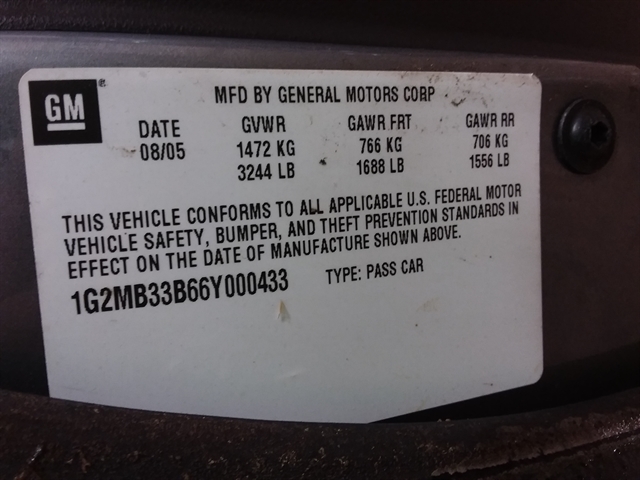 GM
MFD BY GENERAL MOTORS CORP
DATE GVWR GAWR FRT GAWR RR
08/05 1472 KG 766 KG 706 KG
3244 LB 1688 LB 1556 LB
THIS VEHICLE CONFORMS TO ALL APPLICABLE U.S. FEDERAL MOTOR
VEHICLE SAFETY, BUMPER, AND THEFT PREVENTION STANDARDS IN
EFFECT ON THE DATE OF MANUFACTURE SHOWN ABOVE.
1G2MB33B66Y000433 TYPE: PASS CAR